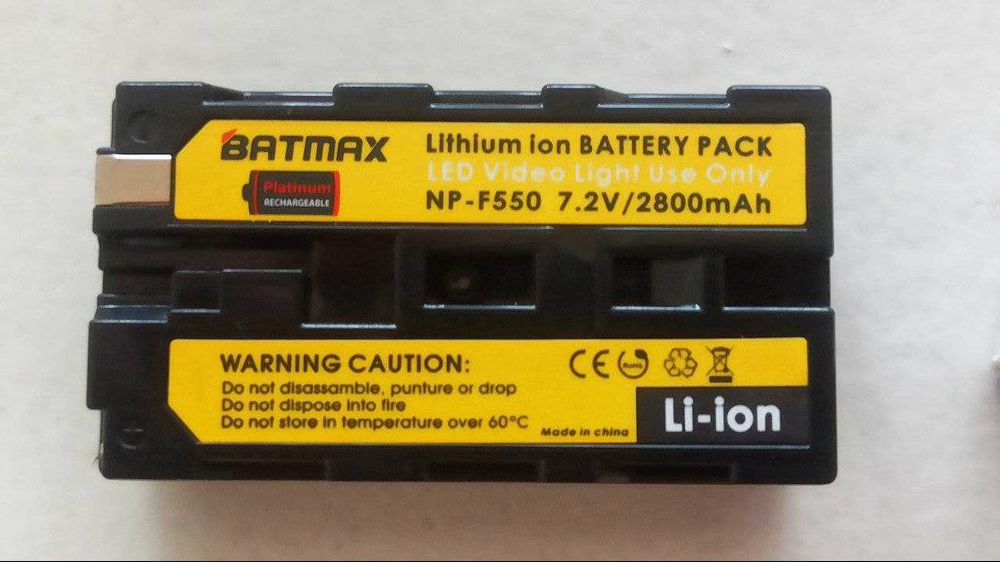 BATMAX
Platinum
RECHARGEABLE
Lithium ion BATTERY PACK
LED Video Light Use Only
NP-F550 7.2V/2800mAh
WARNING CAUTION:
Do not disassamble, punture or drop
Do not dispose into fire
Do not store in temperature over 60°C
Made in china
CE RoHS
Li-ion